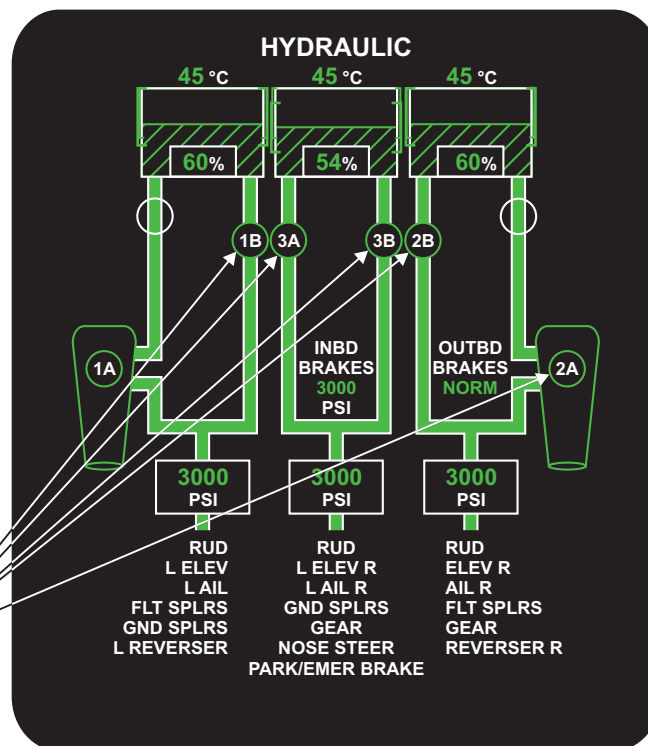 HYDRAULIC
45 °C 45 °C 45 °C
60% 54% 60%
1B 3A 3B 2B
INBD
BRAKES
3000
PSI
OUTBD
BRAKES
NORM
1A 2A
3000
PSI
3000
PSI
3000
PSI
RUD
L ELEV
L AIL
FLT SPLRS
GND SPLRS
L REVERSER
RUD
L ELEV R
L AIL R
GND SPLRS
GEAR
NOSE STEER
PARK/EMER BRAKE
RUD
ELEV R
AIL R
FLT SPLRS
GEAR
REVERSER R